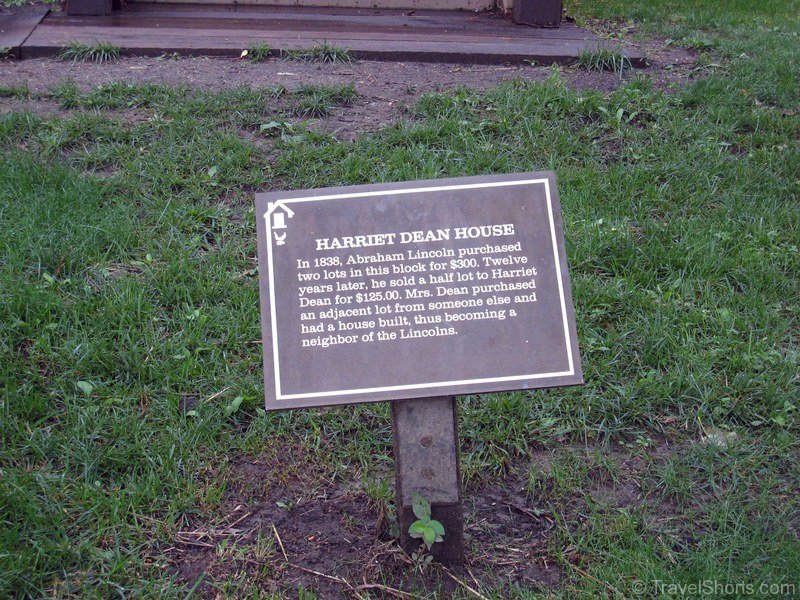 HARRIET DEAN HOUSE
In 1838, Abraham Lincoln purchased
two lots in this block for $300. Twelve
years later, he sold a half lot to Harriet
Dean for $125.00. Mrs. Dean purchased
an adjacent lot from someone else and
had a house built, thus becoming a
neighbor of the Lincolns.
© TravelShorts.com